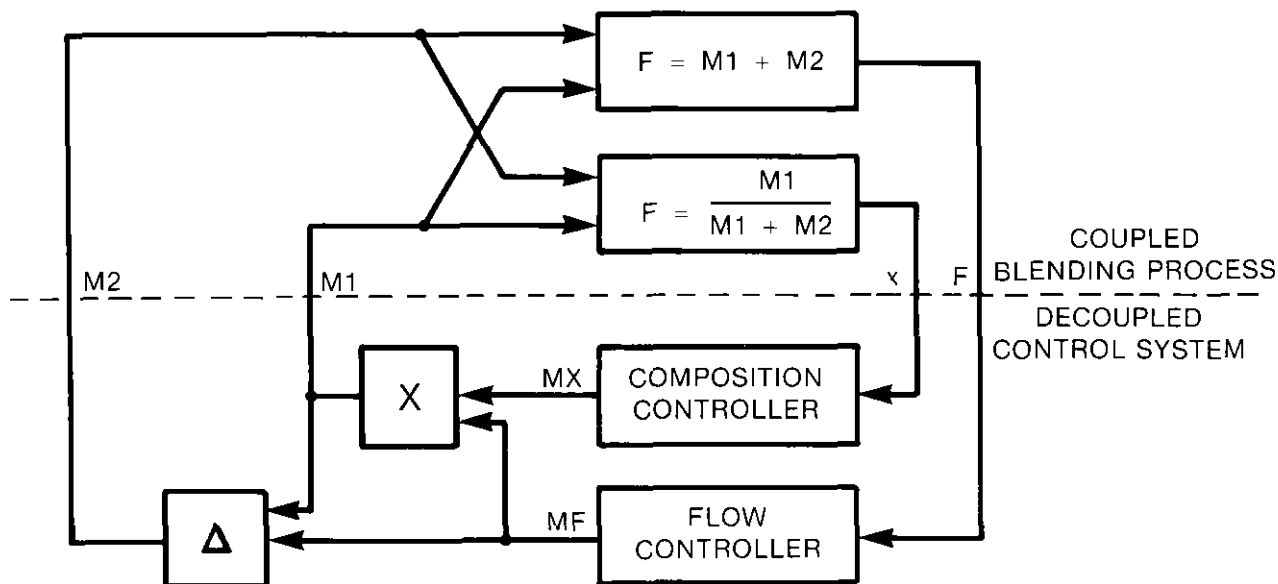 F = M1 + M2
F = M1 / M1 + M2
M2
M1
x
F
COUPLED
BLENDING PROCESS
DECOUPLED
CONTROL SYSTEM
X
MX
COMPOSITION
CONTROLLER
Δ
MF
FLOW
CONTROLLER